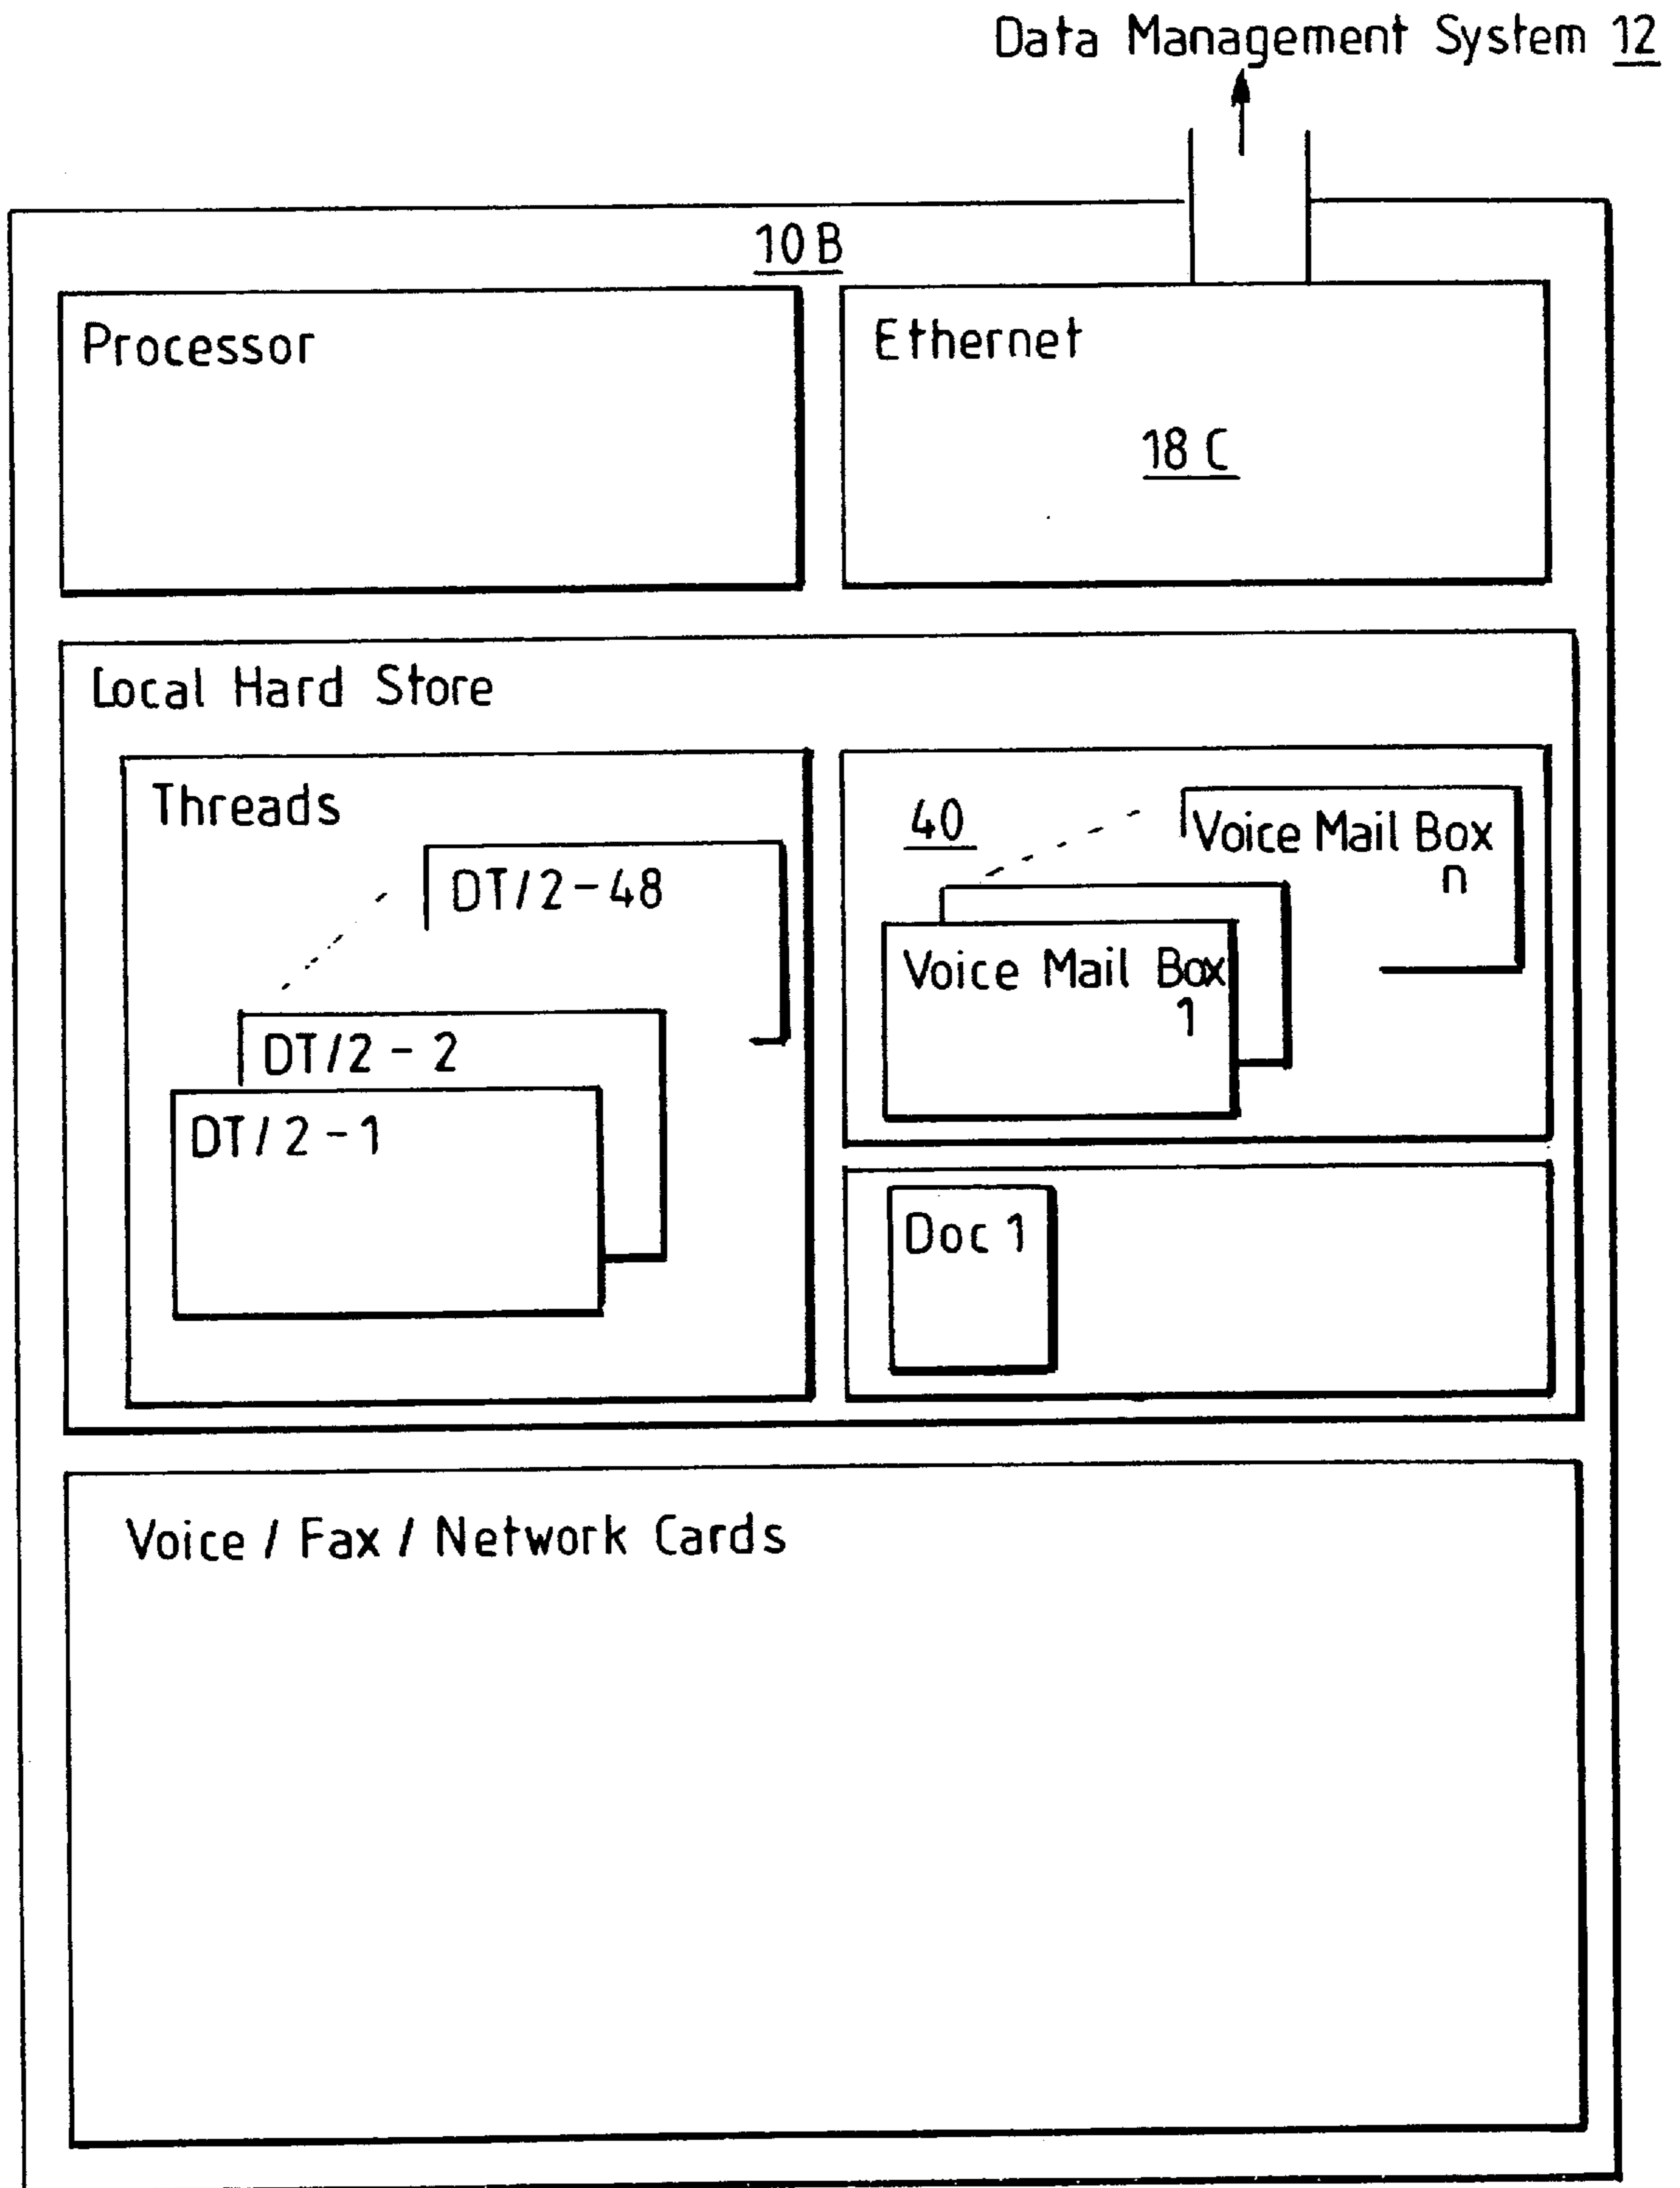 Data Management System 12
10B
Processor
Ethernet
18C
Local Hard Store
Threads
DT/2-48
DT/2-2
DT/2-1
40
Voice Mail Box
n
Voice Mail Box
1
Doc 1
Voice / Fax / Network Cards